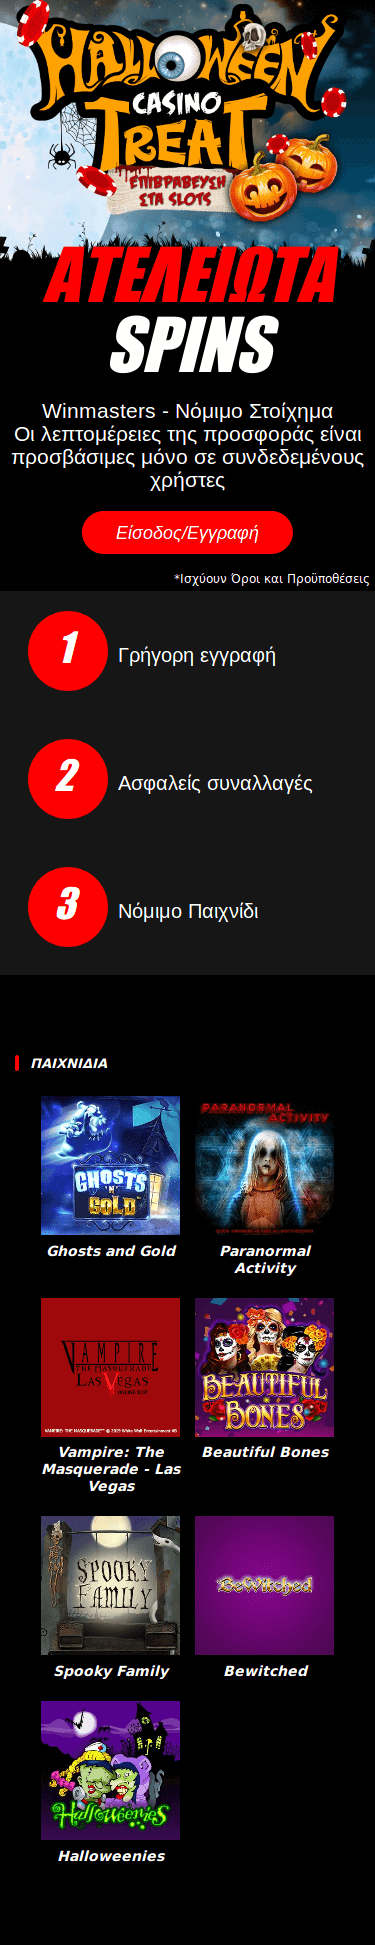 HALLOWEEN
CASINO
TREAT
ΕΠΙΒΡΑΒΕΥΣΗ
ΣΤΑ SLOTS
ΑΤΕΛΕΙΩΤΑ
SPINS
Winmasters - Νόμιμο Στοίχημα
Οι λεπτομέρειες της προσφοράς είναι
προσβάσιμες μόνο σε συνδεδεμένους
χρήστες
Είσοδος/Εγγραφή
*Ισχύουν Όροι και Προϋποθέσεις
1
Γρήγορη εγγραφή
2
Ασφαλείς συναλλαγές
3
Νόμιμο Παιχνίδι
ΠΑΙΧΝΙΔΙΑ
GHOSTS
N'
GOLD
Ghosts and Gold
PARANORMAL
ACTIVITY
Paranormal
Activity
VAMPIRE
THE MASQUERADE
LAS VEGAS
Vampire: The
Masquerade - Las
Vegas
BEAUTIFUL
BONES
Beautiful Bones
SPOOKY
FAMILY
Spooky Family
BeWitched
Bewitched
Halloweenies
Halloweenies